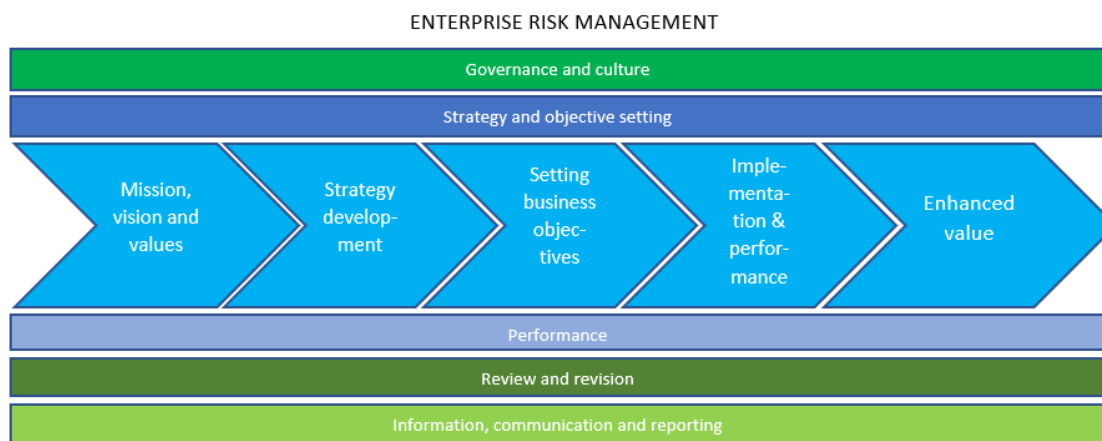 ENTERPRISE RISK MANAGEMENT
Governance and culture
Strategy and objective setting
Mission,
vision and
values
Strategy
develop-
ment
Setting
business
objec-
tives
Imple-
menta-
tion &
perfor-
mance
Enhanced
value
Performance
Review and revision
Information, communication and reporting